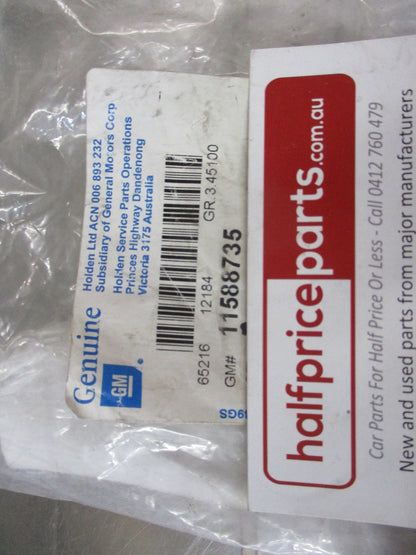 Genuine
GM
Holden Ltd ACN 006 893 232
Subsidiary of General Motors Corp
Holden Service Parts Operations
Princes Highway Dandenong
Victoria 3175 Australia
65216 12184 GR.3.45100
GM# 11588735
halfpriceparts.com.au
Car Parts For Half Price Or Less - Call 0412 760 479
New and used parts from major manufac